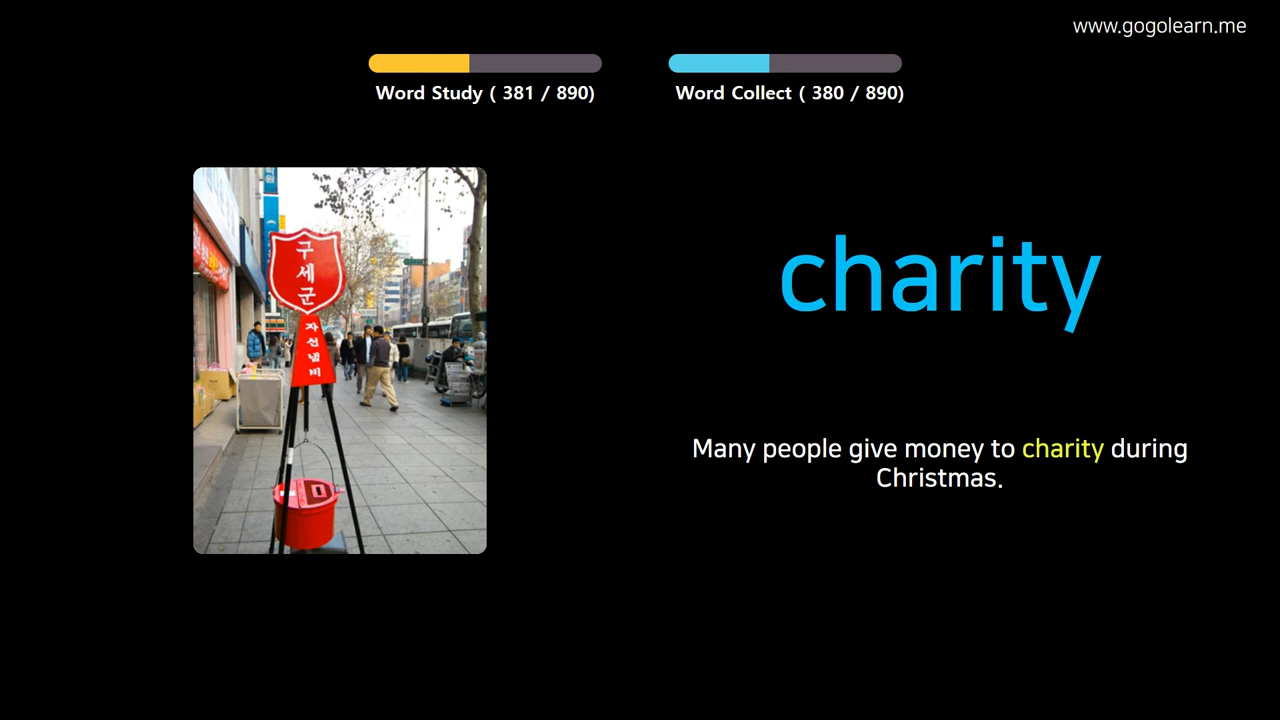 www.gogolearn.me
Word Study ( 381 / 890)
Word Collect ( 380 / 890)
구
세
군
자
선
냄
비
charity
Many people give money to charity during
Christmas.